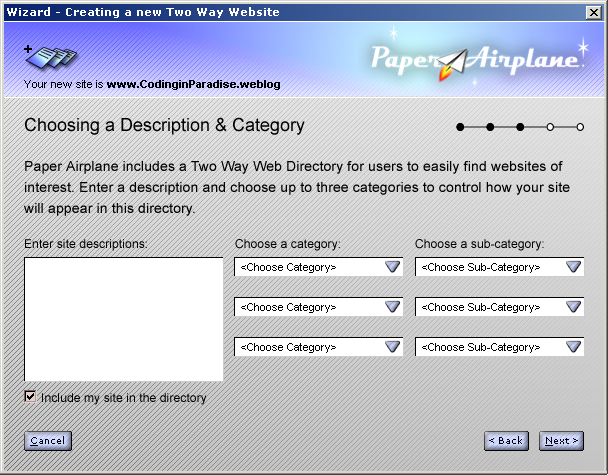 Wizard - Creating a new Two Way Website
Paper Airplane
Your new site is www.CodinginParadise.weblog
Choosing a Description & Category
Paper Airplane includes a Two Way Web Directory for users to easily find websites of
interest. Enter a description and choose up to three categories to control how your site
will appear in this directory.
Enter site descriptions:
Choose a category:
Choose a sub-category:
<Choose Category>
<Choose Sub-Category>
<Choose Category>
<Choose Sub-Category>
<Choose Category>
<Choose Sub-Category>
Include my site in the directory
Cancel
< Back
Next >